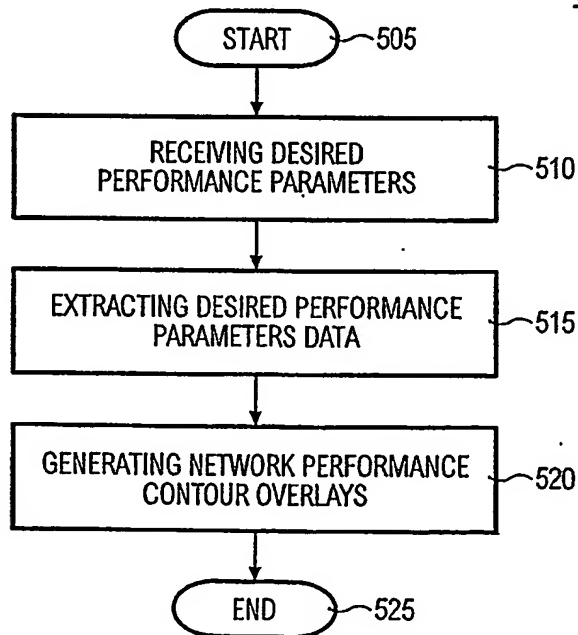 START 505
RECEIVING DESIRED
PERFORMANCE PARAMETERS 510
EXTRACTING DESIRED PERFORMANCE
PARAMETERS DATA 515
GENERATING NETWORK PERFORMANCE
CONTOUR OVERLAYS 520
END 525